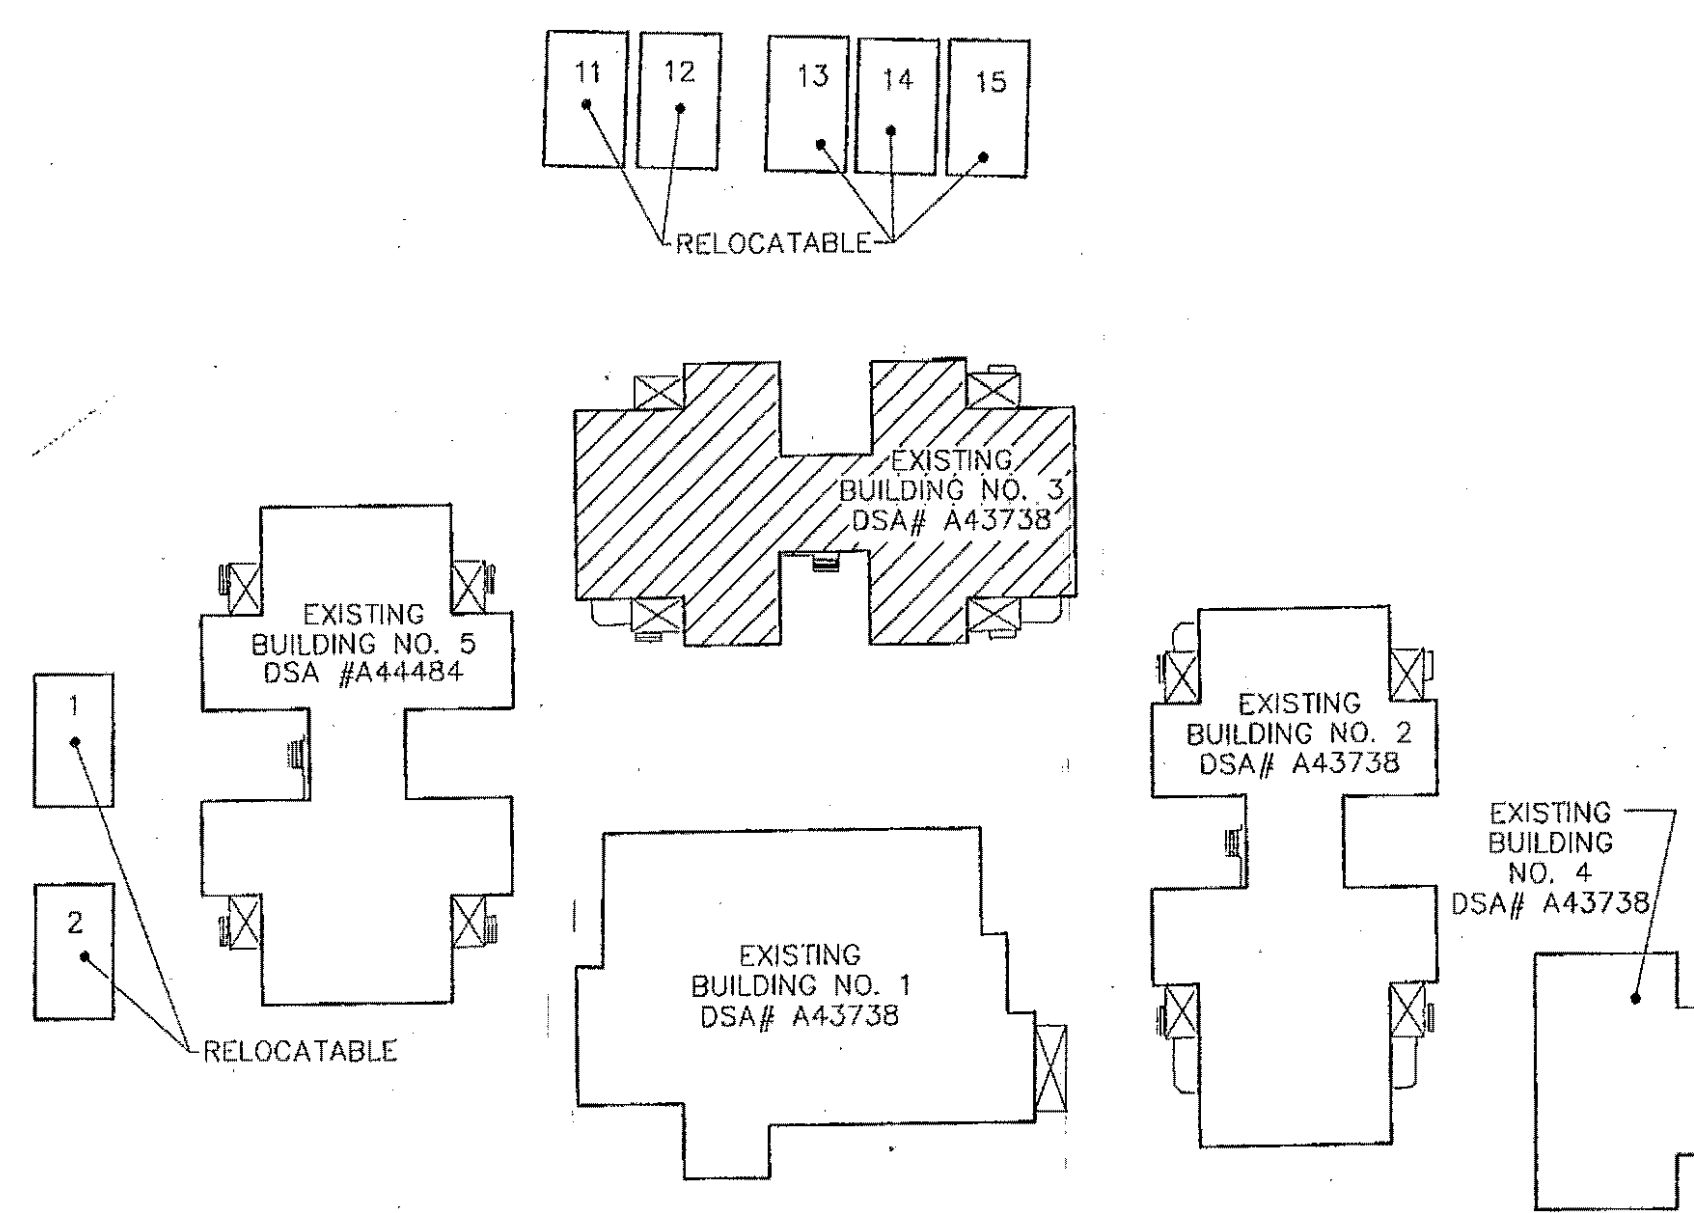 11
12
13
14
15
RELOCATABLE
EXISTING
BUILDING NO. 3
DSA# A43738
EXISTING
BUILDING NO. 5
DSA #A44484
1
2
RELOCATABLE
EXISTING
BUILDING NO. 2
DSA# A43738
EXISTING
BUILDING
NO. 4
DSA# A43738
EXISTING
BUILDING NO. 1
DSA# A43738